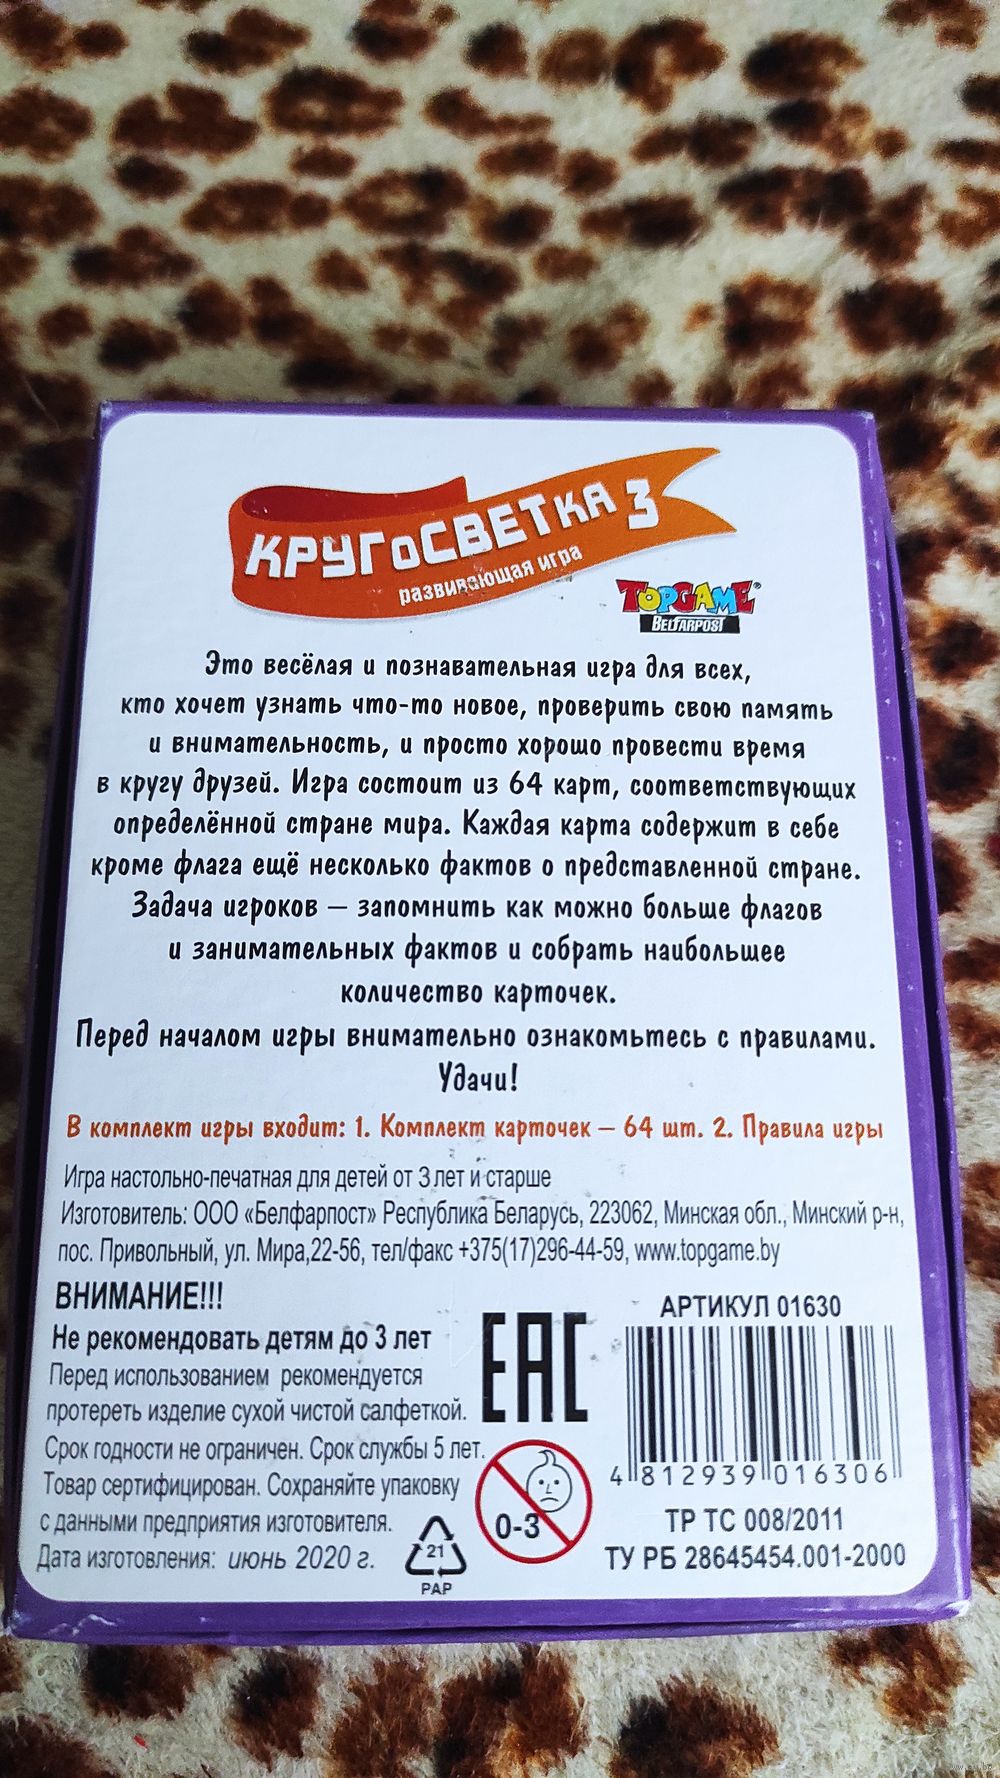 КРУГоСВЕТКА 3
развивающая игра
TOPGAME®
BELFARPOST
Это весёлая и познавательная игра для всех,
кто хочет узнать что-то новое, проверить свою память
и внимательность, и просто хорошо провести время
в кругу друзей. Игра состоит из 64 карт, соответствующих
определённой стране мира. Каждая карта содержит в себе
кроме флага ещё несколько фактов о представленной стране.
Задача игроков – запомнить как можно больше флагов
и занимательных фактов и собрать наибольшее
количество карточек.
Перед началом игры внимательно ознакомьтесь с правилами.
Удачи!
В комплект игры входит: 1. Комплект карточек – 64 шт. 2. Правила игры
Игра настольно-печатная для детей от 3 лет и старше
Изготовитель: ООО «Белфарпост» Республика Беларусь, 223062, Минская обл., Минский р-н,
пос. Привольный, ул. Мира,22-56, тел/факс +375(17)296-44-59, www.topgame.by
ВНИМАНИЕ!!!
Не рекомендовать детям до 3 лет
Перед использованием рекомендуется
протереть изделие сухой чистой салфеткой.
Срок годности не ограничен. Срок службы 5 лет.
Товар сертифицирован. Сохраняйте упаковку
с данными предприятия изготовителя.
Дата изготовления: июнь 2020 г.
21
PAP
EAC
0-3
АРТИКУЛ 01630
4 812939 016306
ТР ТС 008/2011
ТУ РБ 28645454.001-2000